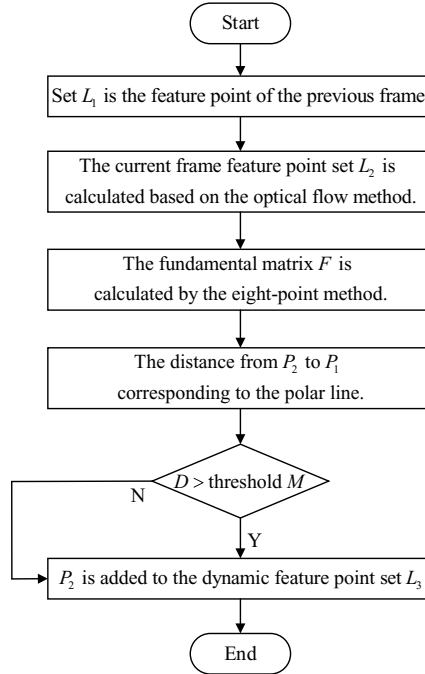 Start
Set L₁ is the feature point of the previous frame
The current frame feature point set L₂ is
calculated based on the optical flow method.
The fundamental matrix F is
calculated by the eight-point method.
The distance from P₂ to P₁
corresponding to the polar line.
D > threshold M
N
Y
P₂ is added to the dynamic feature point set L₃
End